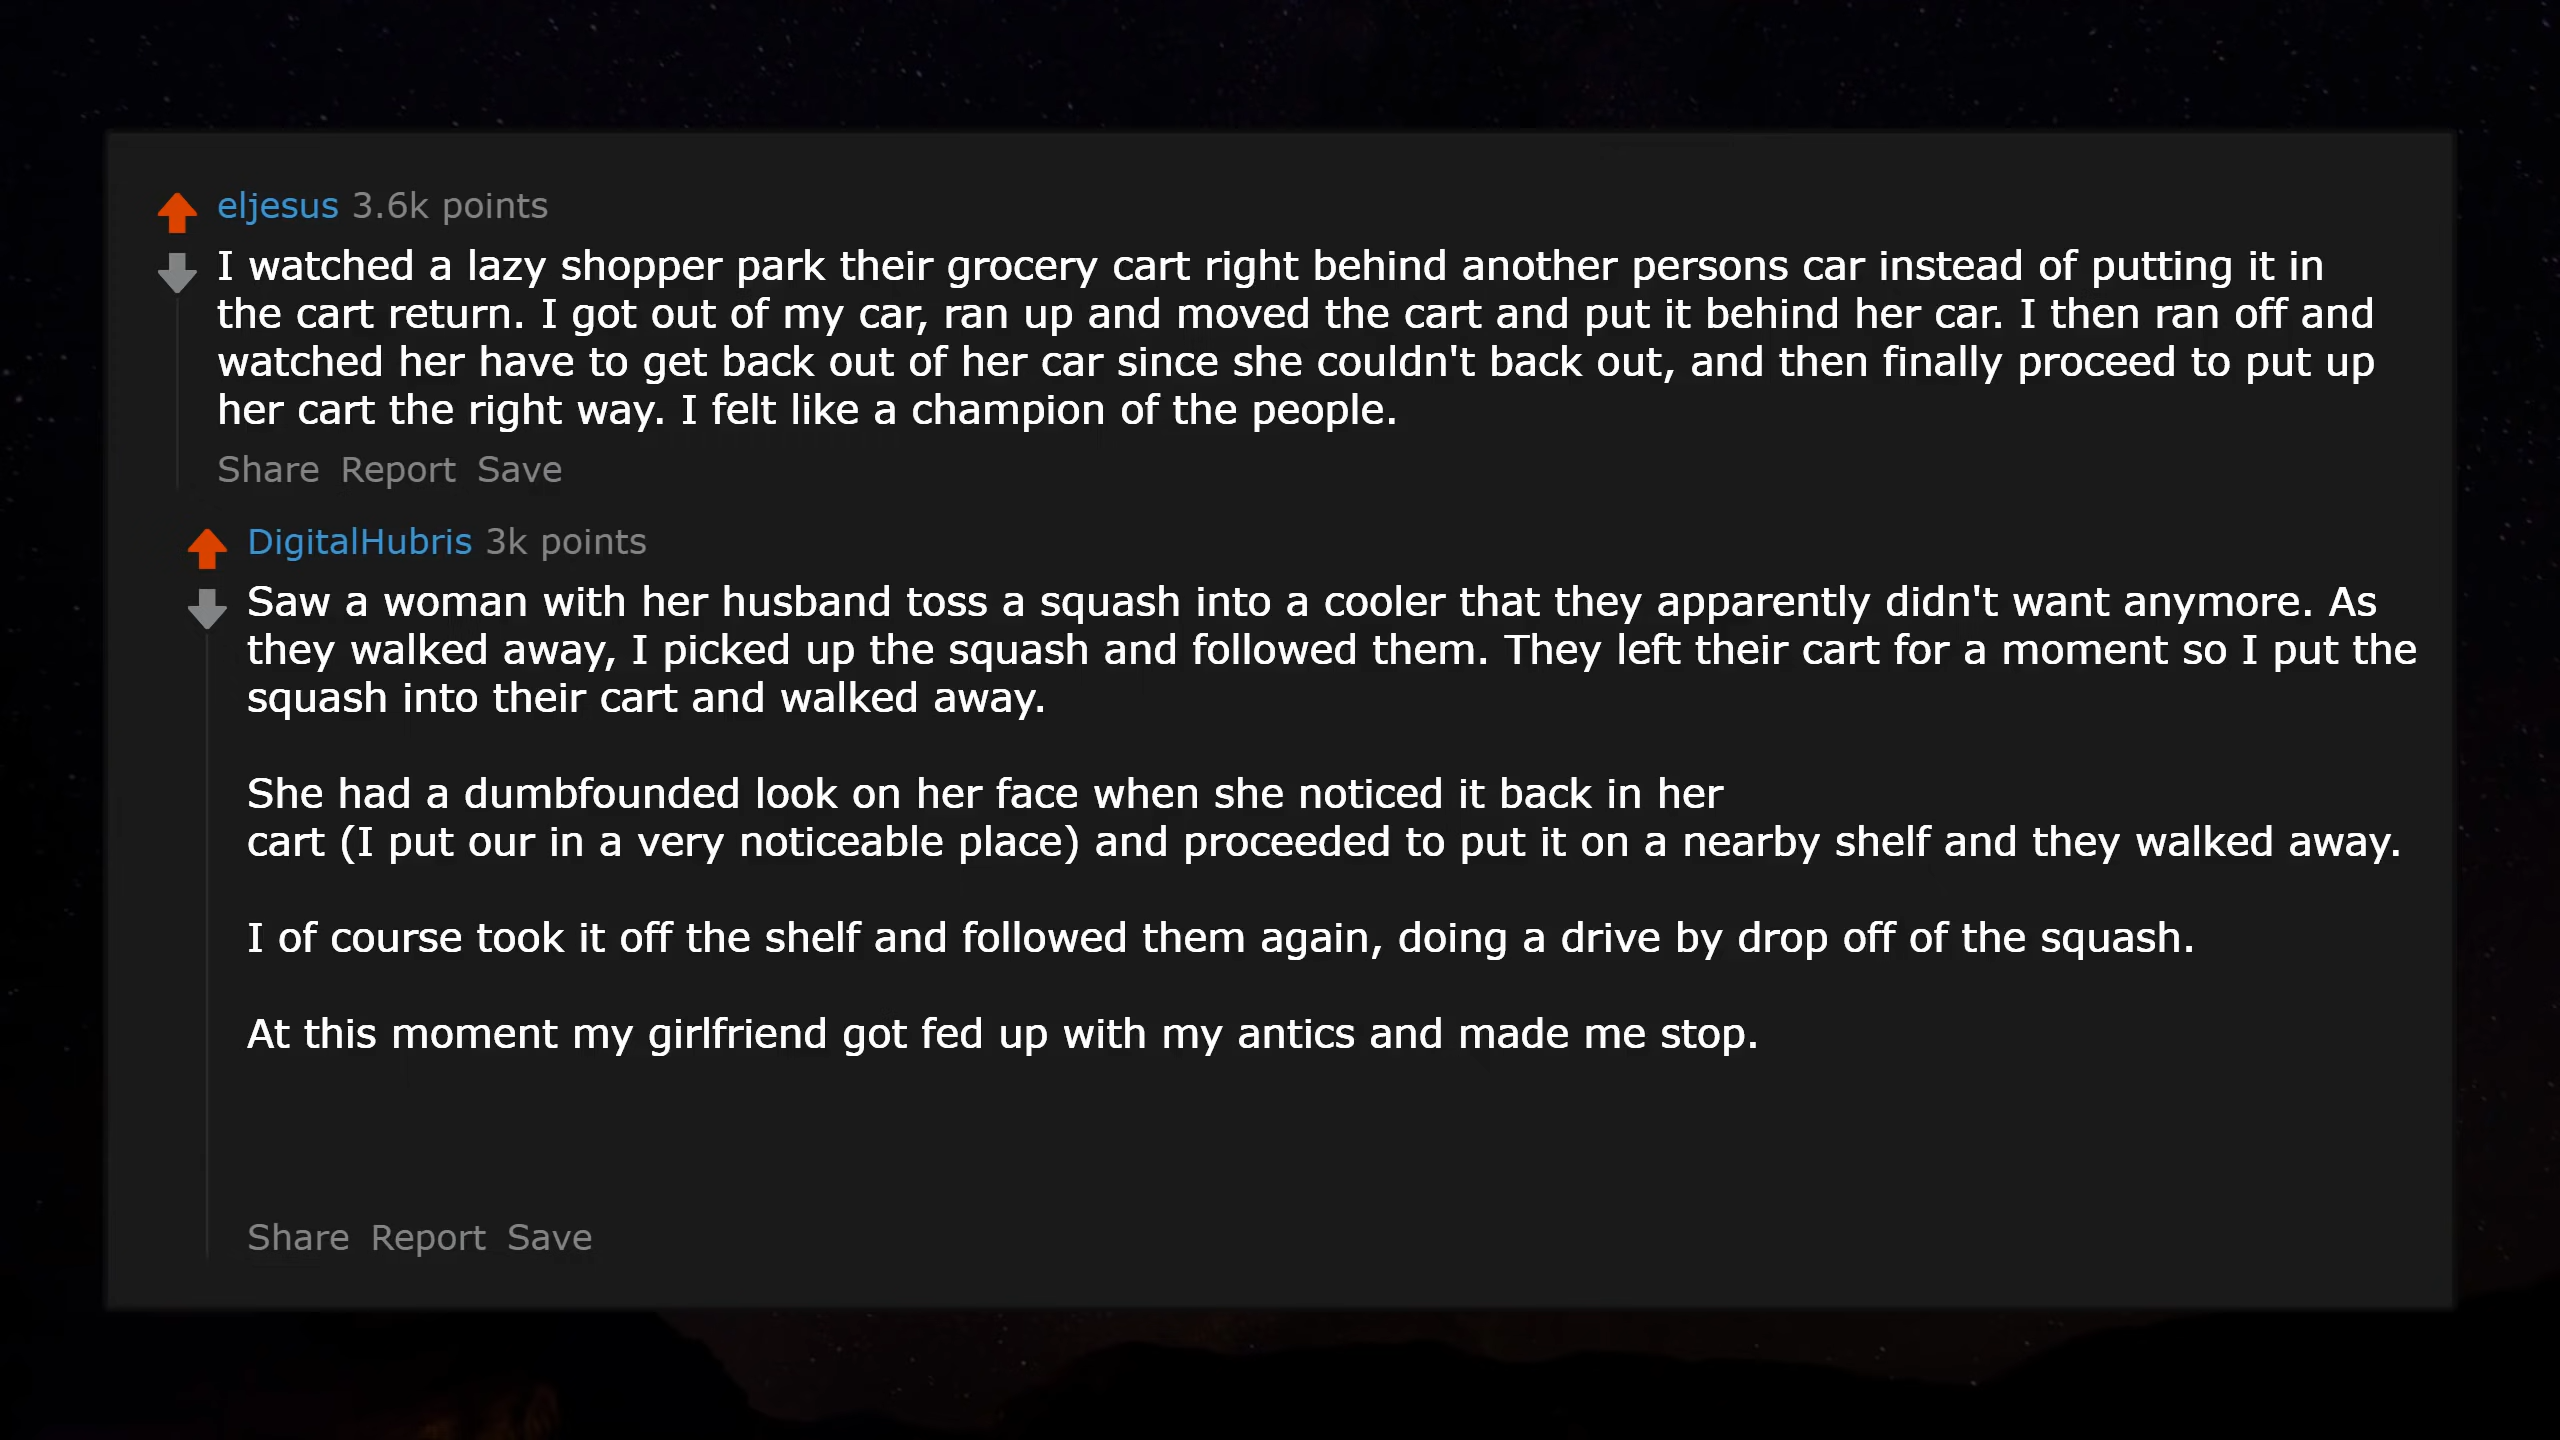 eljesus 3.6k points
I watched a lazy shopper park their grocery cart right behind another persons car instead of putting it in
the cart return. I got out of my car, ran up and moved the cart and put it behind her car. I then ran off and
watched her have to get back out of her car since she couldn't back out, and then finally proceed to put up
her cart the right way. I felt like a champion of the people.
Share Report Save
DigitalHubris 3k points
Saw a woman with her husband toss a squash into a cooler that they apparently didn't want anymore. As
they walked away, I picked up the squash and followed them. They left their cart for a moment so I put the
squash into their cart and walked away.
She had a dumbfounded look on her face when she noticed it back in her
cart (I put our in a very noticeable place) and proceeded to put it on a nearby shelf and they walked away.
I of course took it off the shelf and followed them again, doing a drive by drop off of the squash.
At this moment my girlfriend got fed up with my antics and made me stop.
Share Report Save